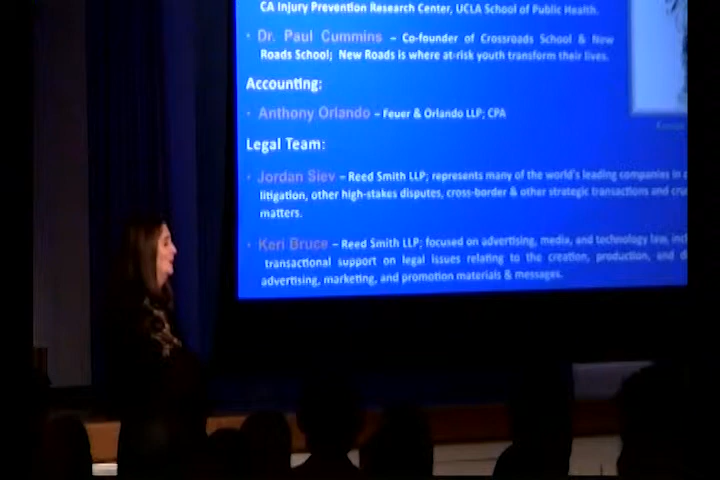 CA Injury Prevention Research Center, UCLA School of Public Health.
• Dr. Paul Cummins – Co-founder of Crossroads School & New
Roads School; New Roads is where at-risk youth transform their lives.
Accounting:
• Anthony Orlando – Feuer & Orlando LLP; CPA
Legal Team:
• Jordan Siev – Reed Smith LLP; represents many of the world's leading companies in
litigation, other high-stakes disputes, cross-border & other strategic transactions and
matters.
• Keri Bruce – Reed Smith LLP; focused on advertising, media, and technology law,
transactional support on legal issues relating to the creation, production, and
advertising, marketing, and promotion materials & messages.